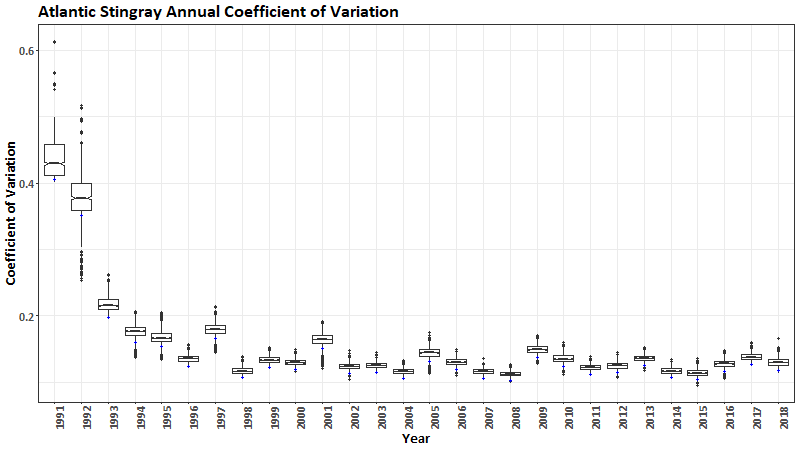 Atlantic Stingray Annual Coefficient of Variation
0.6
0.4
0.2
Coefficient of Variation
1991 1992 1993 1994 1995 1996 1997 1998 1999 2000 2001 2002 2003 2004 2005 2006 2007 2008 2009 2010 2011 2012 2013 2014 2015 2016 2017 2018
Year